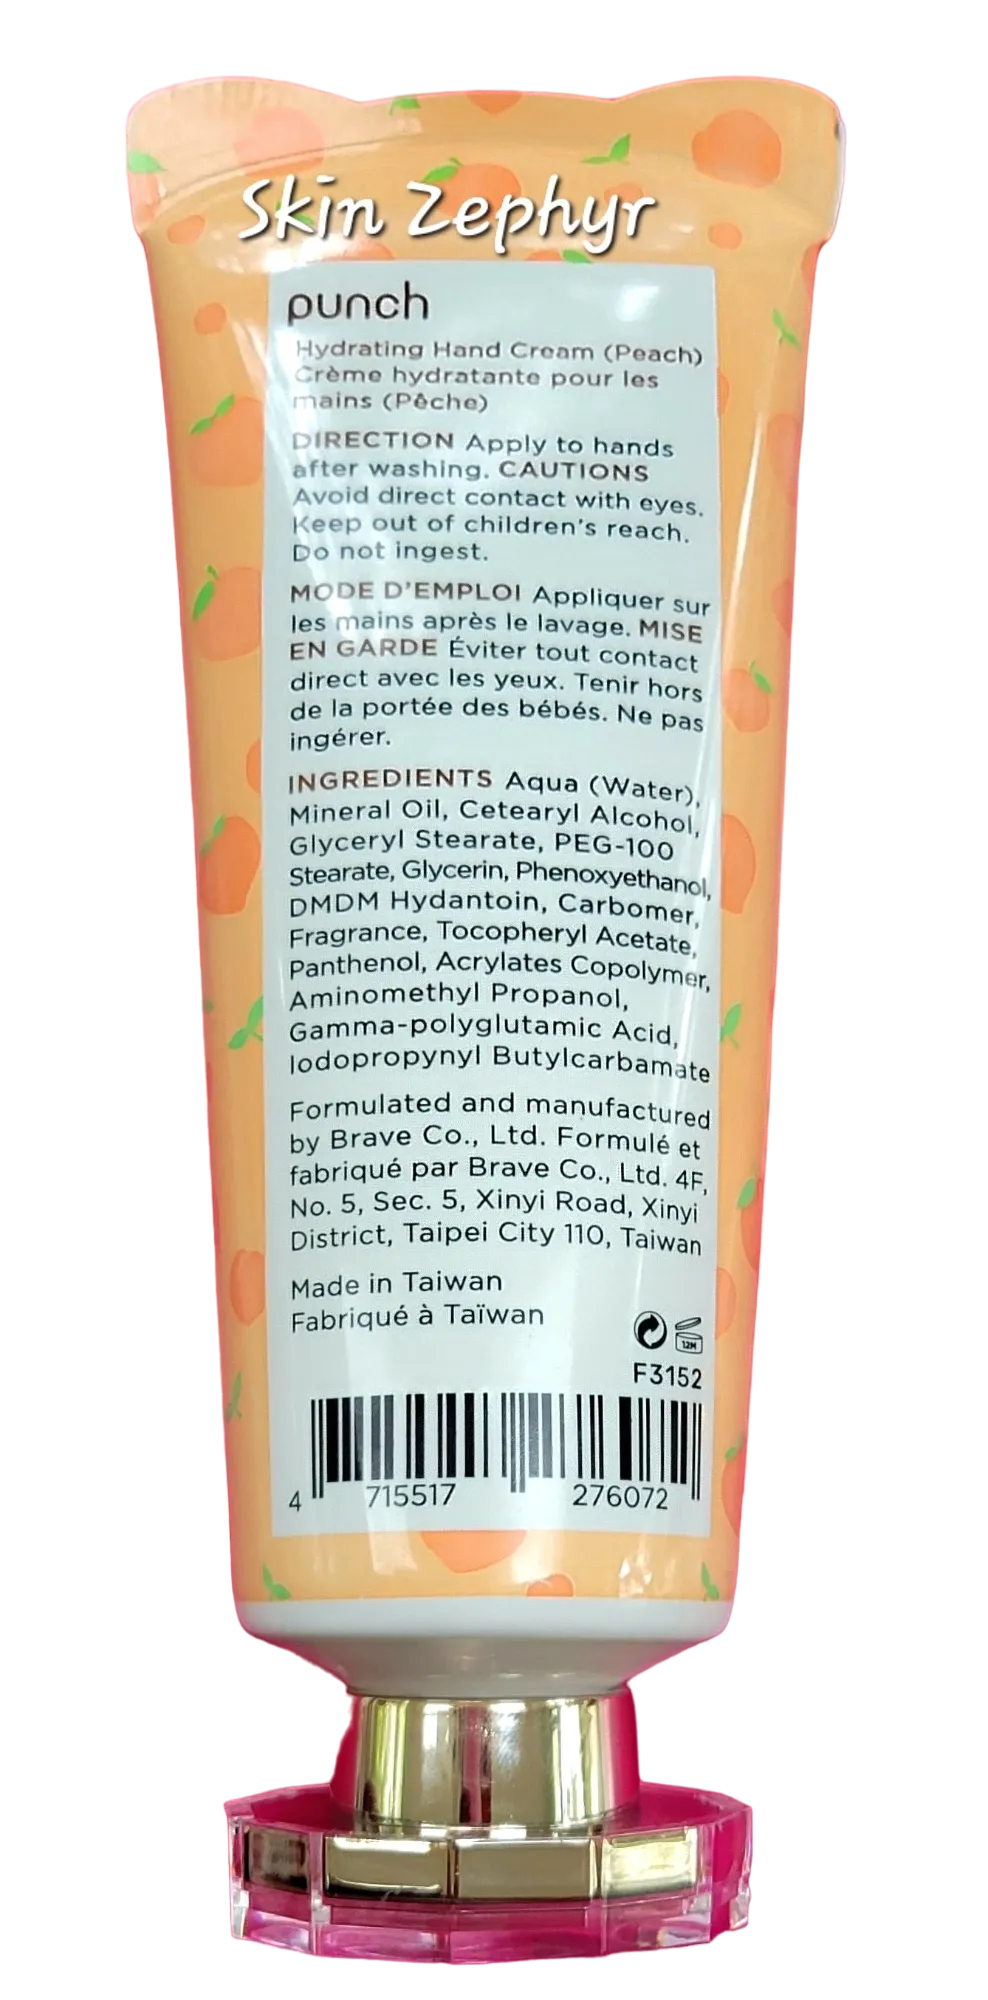 Skin Zephyr
punch
Hydrating Hand Cream (Peach)
Crème hydratante pour les
mains (Pêche)
DIRECTION Apply to hands
after washing. CAUTIONS
Avoid direct contact with eyes.
Keep out of children's reach.
Do not ingest.
MODE D'EMPLOI Appliquer sur
les mains après le lavage. MISE
EN GARDE Éviter tout contact
direct avec les yeux. Tenir hors
de la portée des bébés. Ne pas
ingérer.
INGREDIENTS Aqua (Water),
Mineral Oil, Cetearyl Alcohol,
Glyceryl Stearate, PEG-100
Stearate, Glycerin, Phenoxyethanol,
DMDM Hydantoin, Carbomer,
Fragrance, Tocopheryl Acetate,
Panthenol, Acrylates Copolymer,
Aminomethyl Propanol,
Gamma-polyglutamic Acid,
Iodopropynyl Butylcarbamate
Formulated and manufactured
by Brave Co., Ltd. Formulé et
fabriqué par Brave Co., Ltd. 4F,
No. 5, Sec. 5, Xinyi Road, Xinyi
District, Taipei City 110, Taiwan
Made in Taiwan
Fabriqué à Taïwan
12M
F3152
4 715517 276072